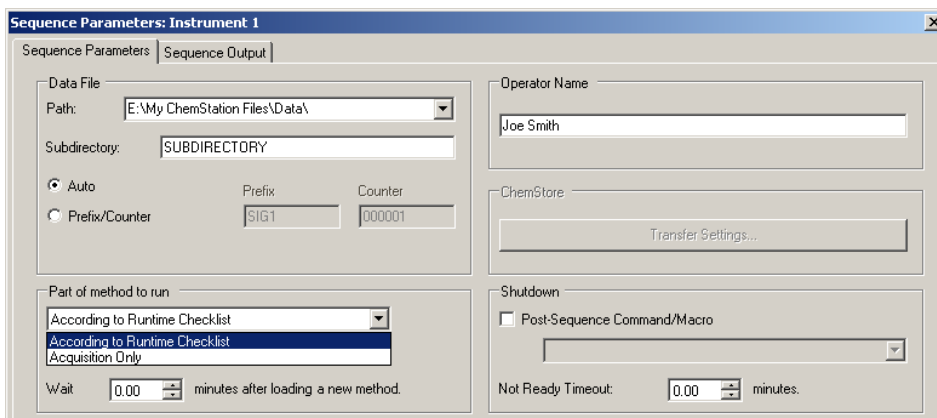 Sequence Parameters: Instrument 1
Sequence Parameters
Sequence Output
Data File
Path:
E:\My ChemStation Files\Data\
Subdirectory:
SUBDIRECTORY
Auto
Prefix
Counter
Prefix/Counter
SIG1
000001
Operator Name
Joe Smith
ChemStore
Transfer Settings...
Part of method to run
According to Runtime Checklist
According to Runtime Checklist
Acquisition Only
Wait
0.00
minutes after loading a new method.
Shutdown
Post-Sequence Command/Macro
Not Ready Timeout:
0.00
minutes.